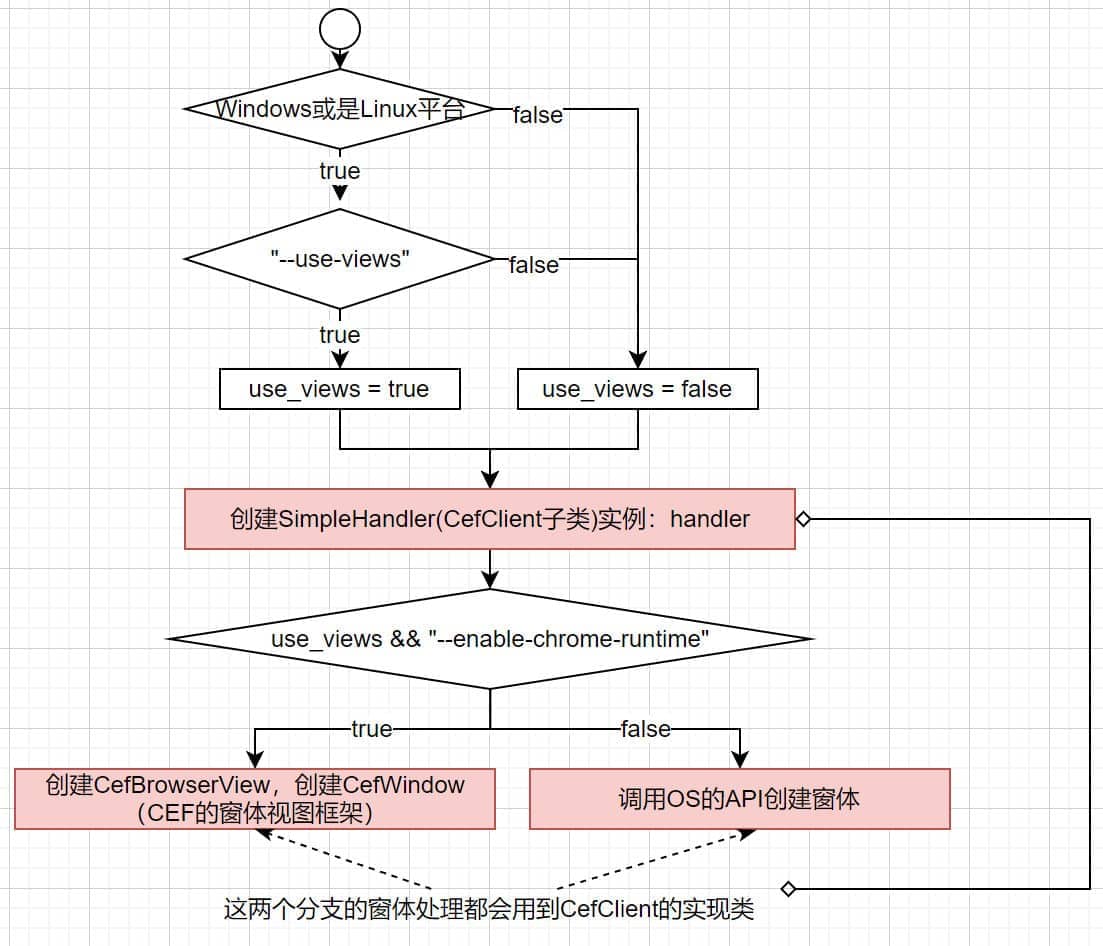 Windows或是Linux平台
false
true
"--use-views"
false
true
use_views = true
use_views = false
创建SimpleHandler(CefClient子类)实例：handler
use_views && "--enable-chrome-runtime"
true
false
创建CefBrowserView，创建CefWindow
（CEF的窗体视图框架）
调用OS的API创建窗体
这两个分支的窗体处理都会用到CefClient的实现类